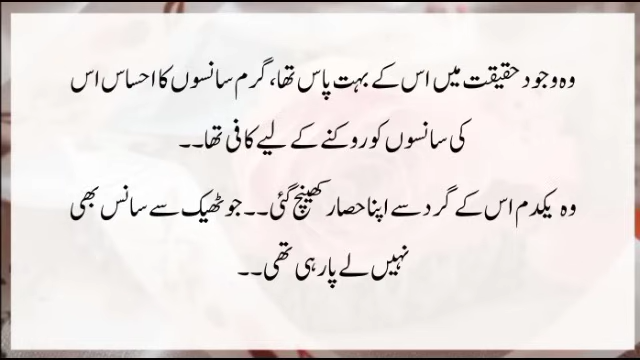 وہ وجود حقیقت میں اس کے بہت پاس تھا، گرم سانسوں کا احساس اس
کی سانسوں کو روکنے کے لیے کافی تھا۔۔
وہ یکدم اس کے گرد سے اپنا حصار کھینچ گئی۔۔ جو ٹھیک سے سانس بھی
نہیں لے پا رہی تھی۔۔